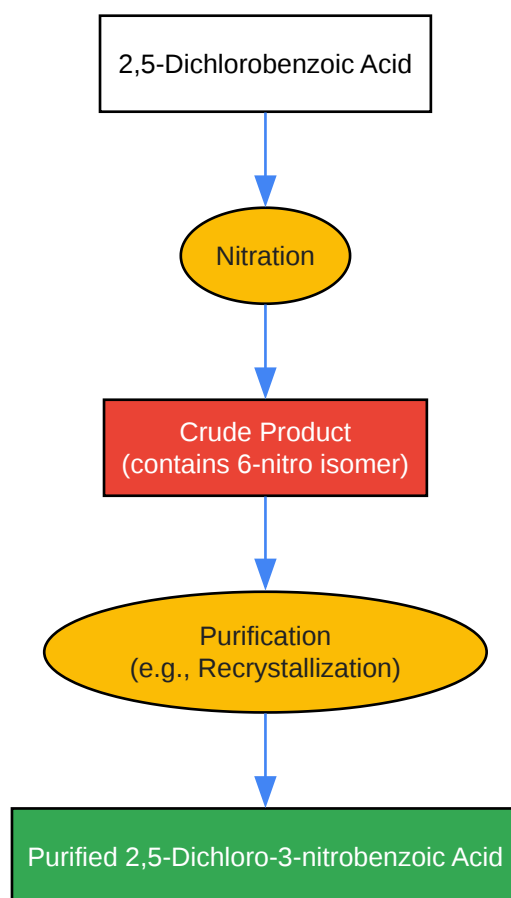 2,5-Dichlorobenzoic Acid
Nitration
Crude Product
(contains 6-nitro isomer)
Purification
(e.g., Recrystallization)
Purified 2,5-Dichloro-3-nitrobenzoic Acid